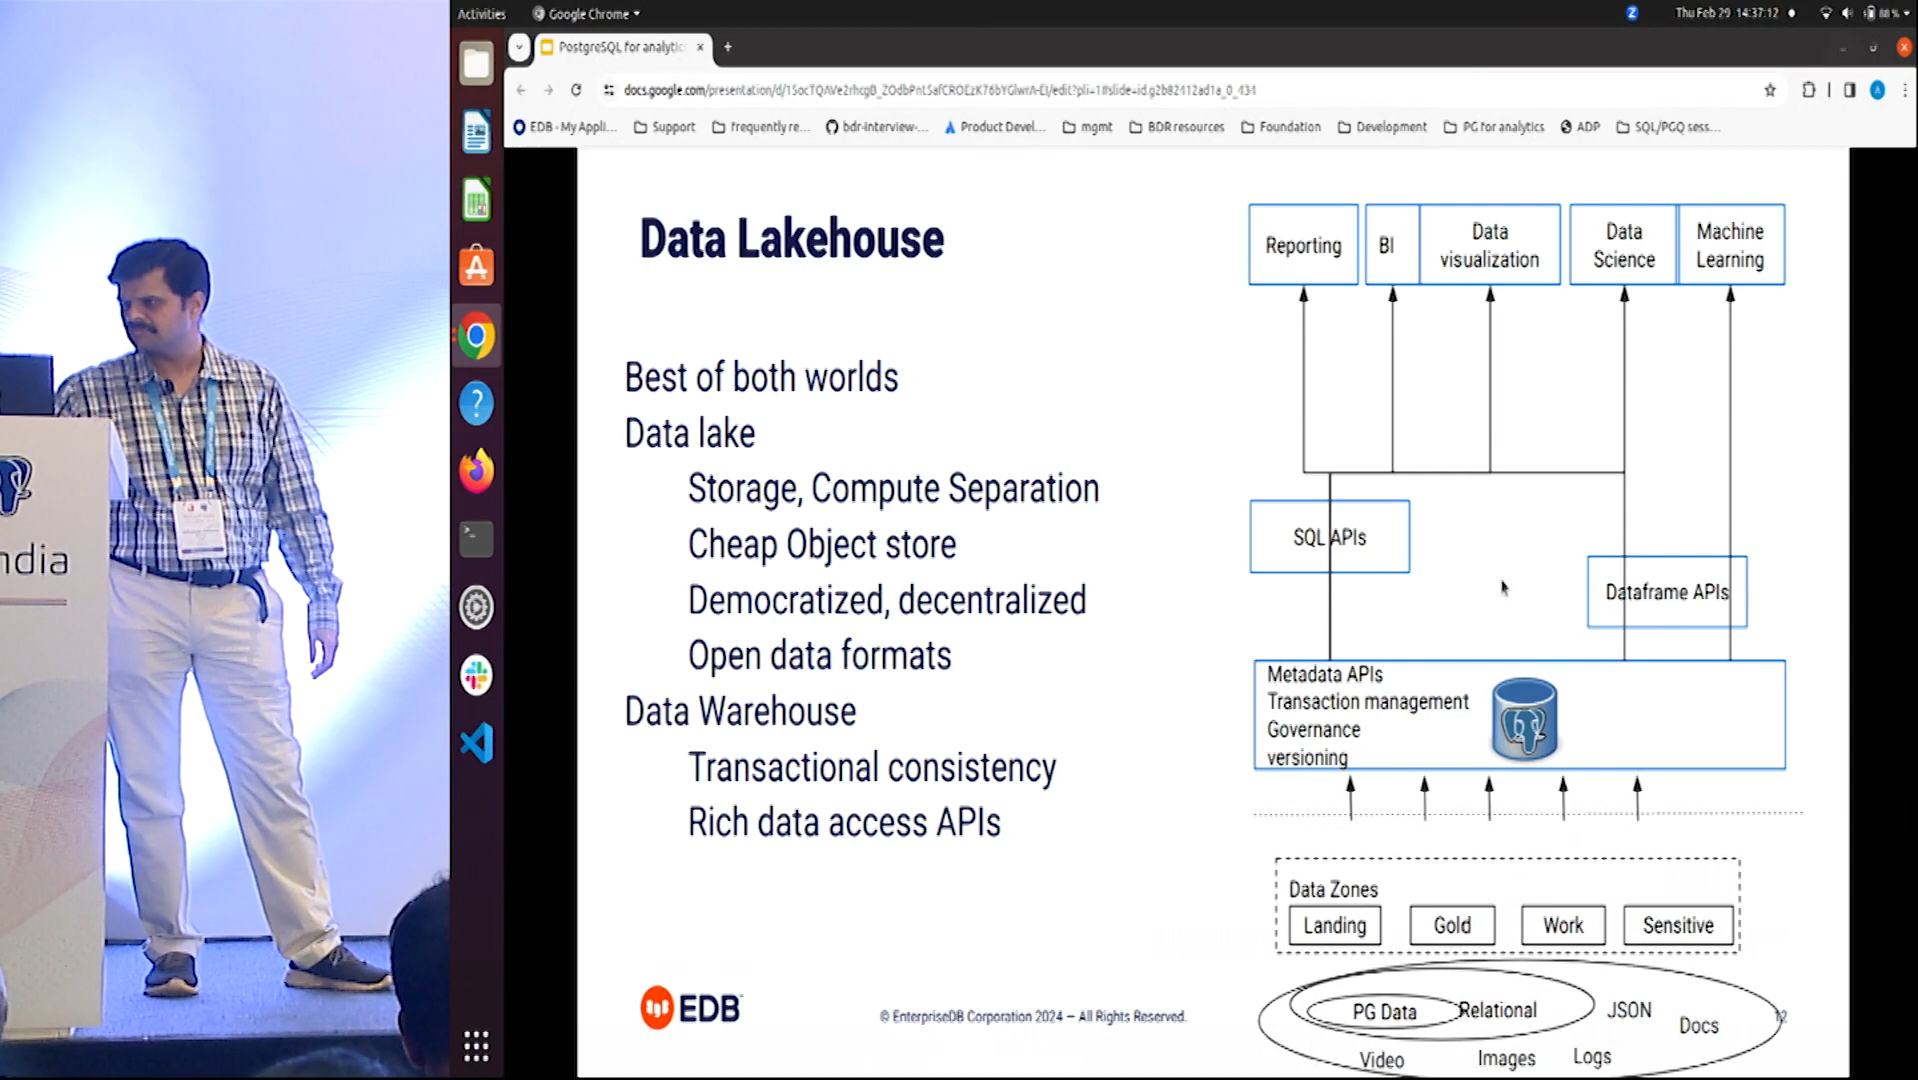 Activities
Google Chrome
Thu Feb 29 14:37:12
88 %
PostgreSQL for analytic
EDB - My Appli...
Support
frequently re...
bdr-interview-...
Product Devel...
mgmt
BDR resources
Foundation
Development
PG for analytics
ADP
SQL/PGQ sess...
ndia
Data Lakehouse
Best of both worlds
Data lake
Storage, Compute Separation
Cheap Object store
Democratized, decentralized
Open data formats
Data Warehouse
Transactional consistency
Rich data access APIs
Reporting
BI
Data
visualization
Data
Science
Machine
Learning
SQL APIs
Dataframe APIs
Metadata APIs
Transaction management
Governance
versioning
Data Zones
Landing
Gold
Work
Sensitive
PG Data
Relational
JSON
Docs
Video
Images
Logs
EDB
© EnterpriseDB Corporation 2024 — All Rights Reserved.
12